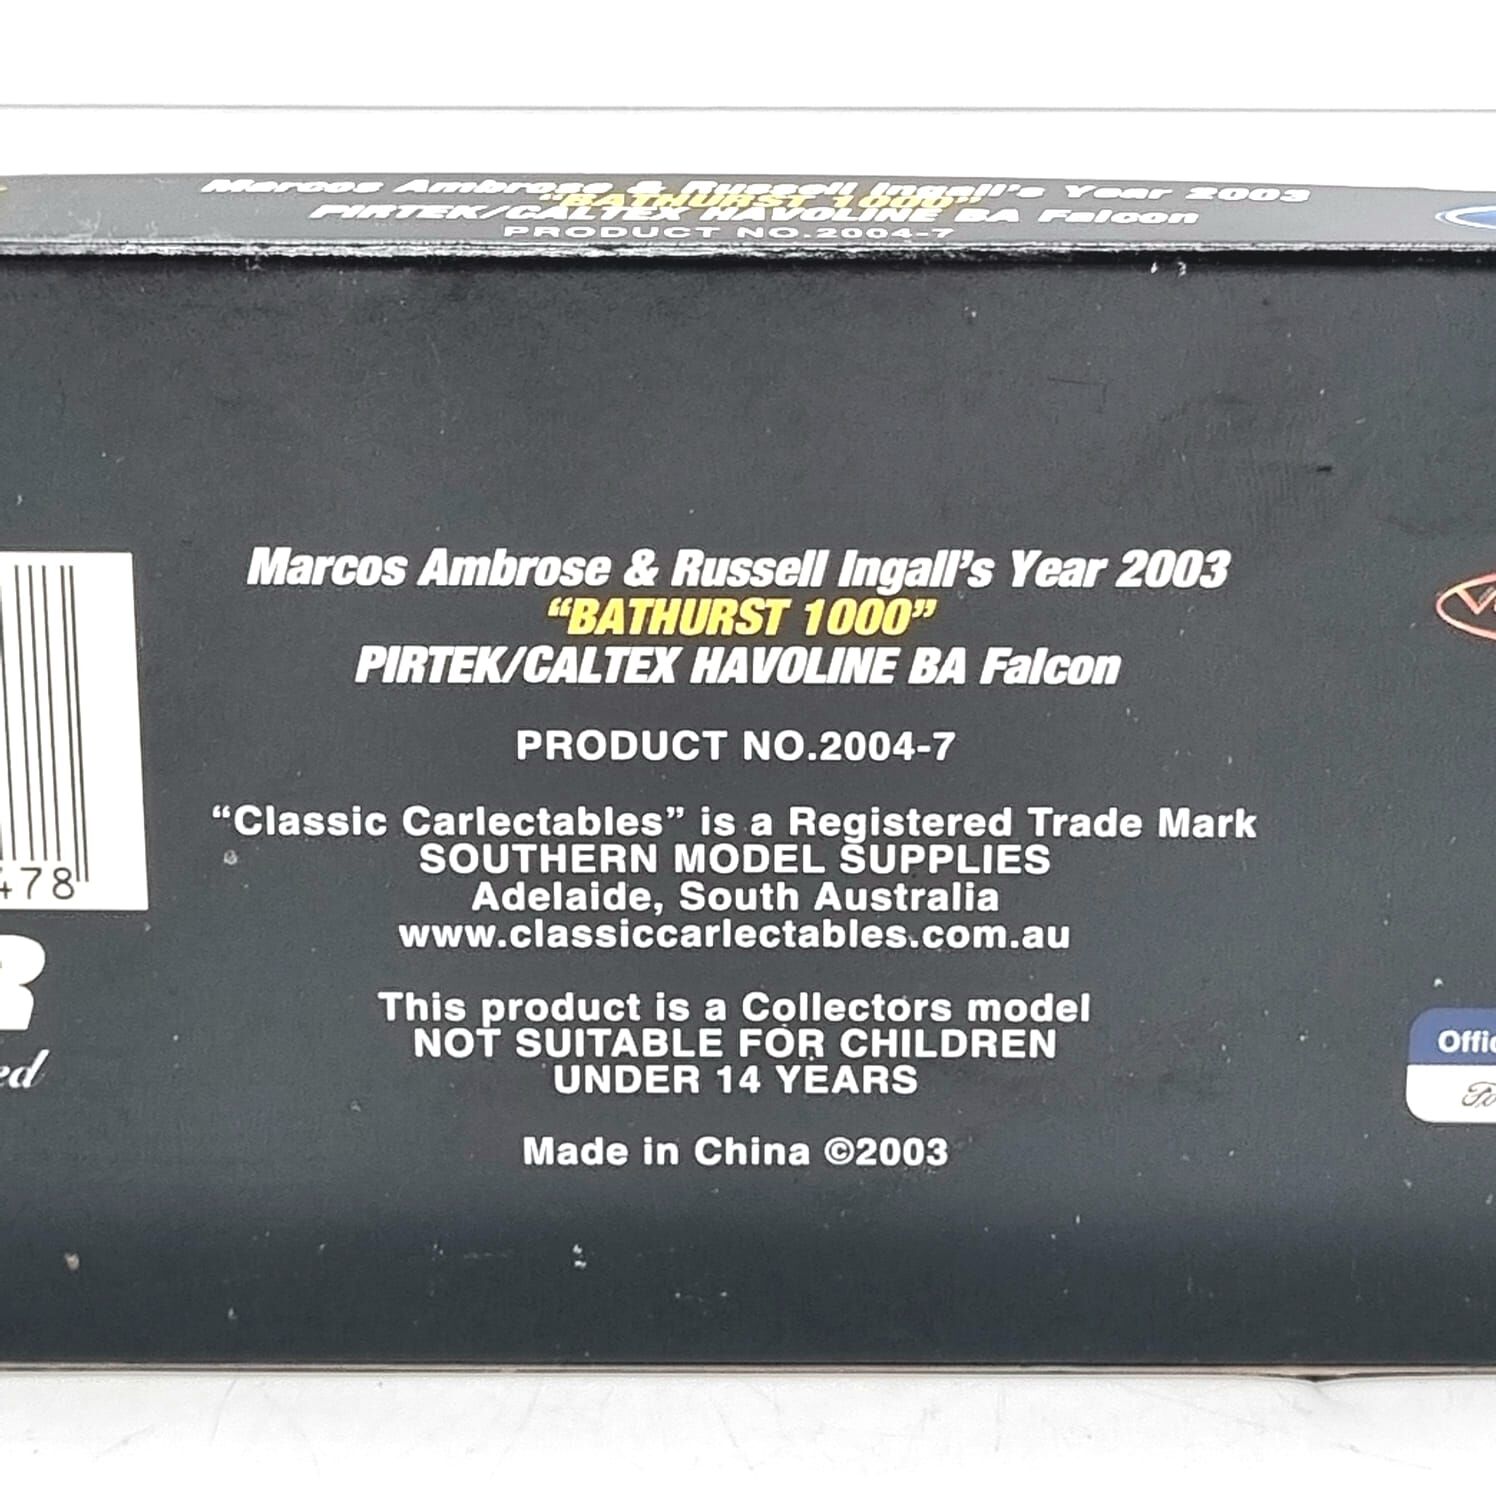 Marcos Ambrose & Russell Ingall's Year 2003
"BATHURST 1000"
PIRTEK/CALTEX HAVOLINE BA Falcon
PRODUCT NO.2004-7
Marcos Ambrose & Russell Ingall's Year 2003
“BATHURST 1000”
PIRTEK/CALTEX HAVOLINE BA Falcon
PRODUCT NO.2004-7
“Classic Carlectables” is a Registered Trade Mark
SOUTHERN MODEL SUPPLIES
Adelaide, South Australia
www.classiccarlectables.com.au
This product is a Collectors model
NOT SUITABLE FOR CHILDREN
UNDER 14 YEARS
Made in China ©2003
478